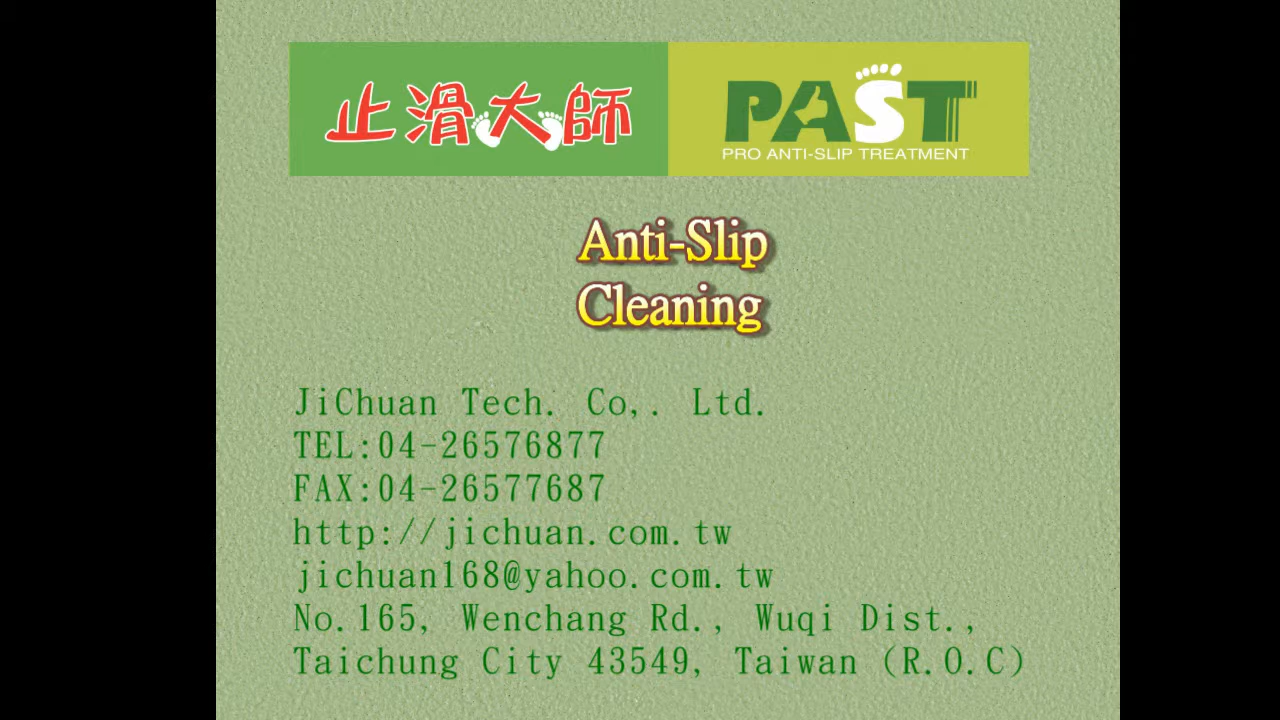 止滑大師
PAST
PRO ANTI-SLIP TREATMENT
Anti-Slip
Cleaning
JiChuan Tech. Co,. Ltd.
TEL:04-26576877
FAX:04-26577687
http://jichuan.com.tw
jichuan168@yahoo.com.tw
No.165, Wenchang Rd., Wuqi Dist.,
Taichung City 43549, Taiwan (R.O.C)